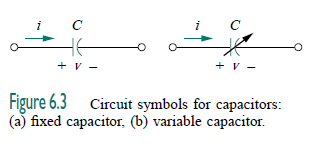 i C i C
+ v – + v –
Figure 6.3 Circuit symbols for capacitors:
(a) fixed capacitor, (b) variable capacitor.